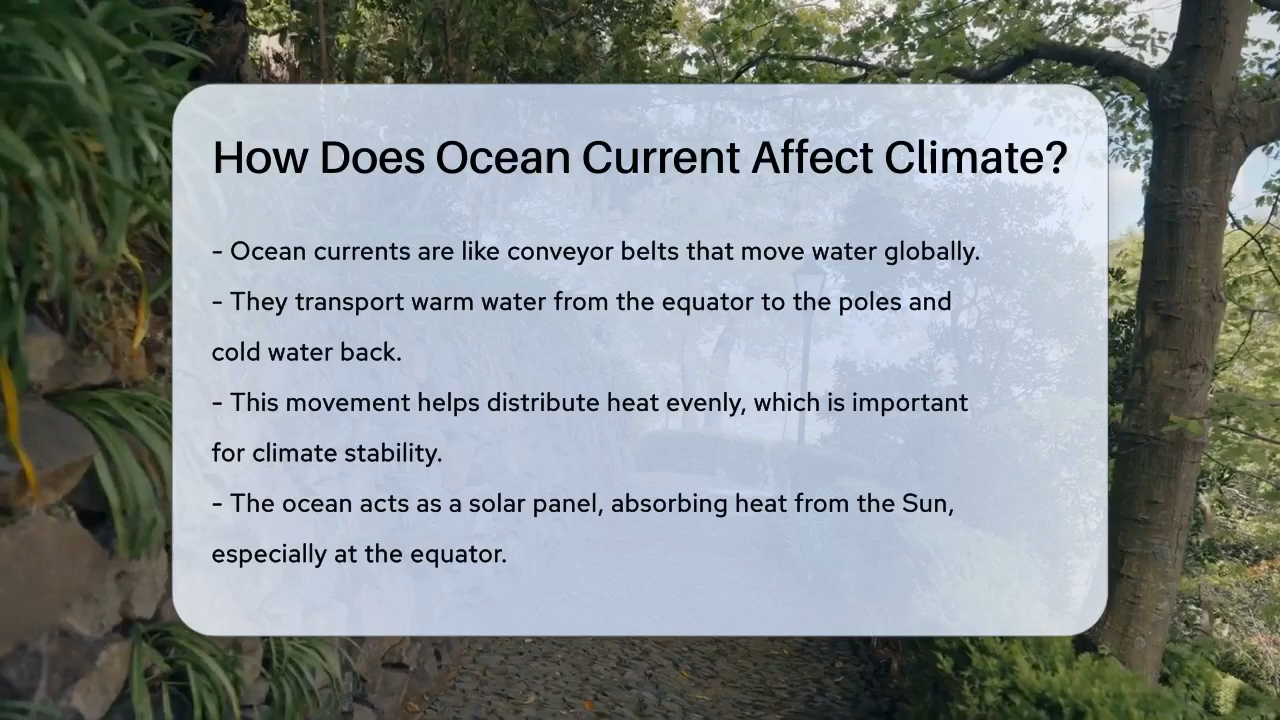 How Does Ocean Current Affect Climate?
- Ocean currents are like conveyor belts that move water globally.
- They transport warm water from the equator to the poles and
cold water back.
- This movement helps distribute heat evenly, which is important
for climate stability.
- The ocean acts as a solar panel, absorbing heat from the Sun,
especially at the equator.